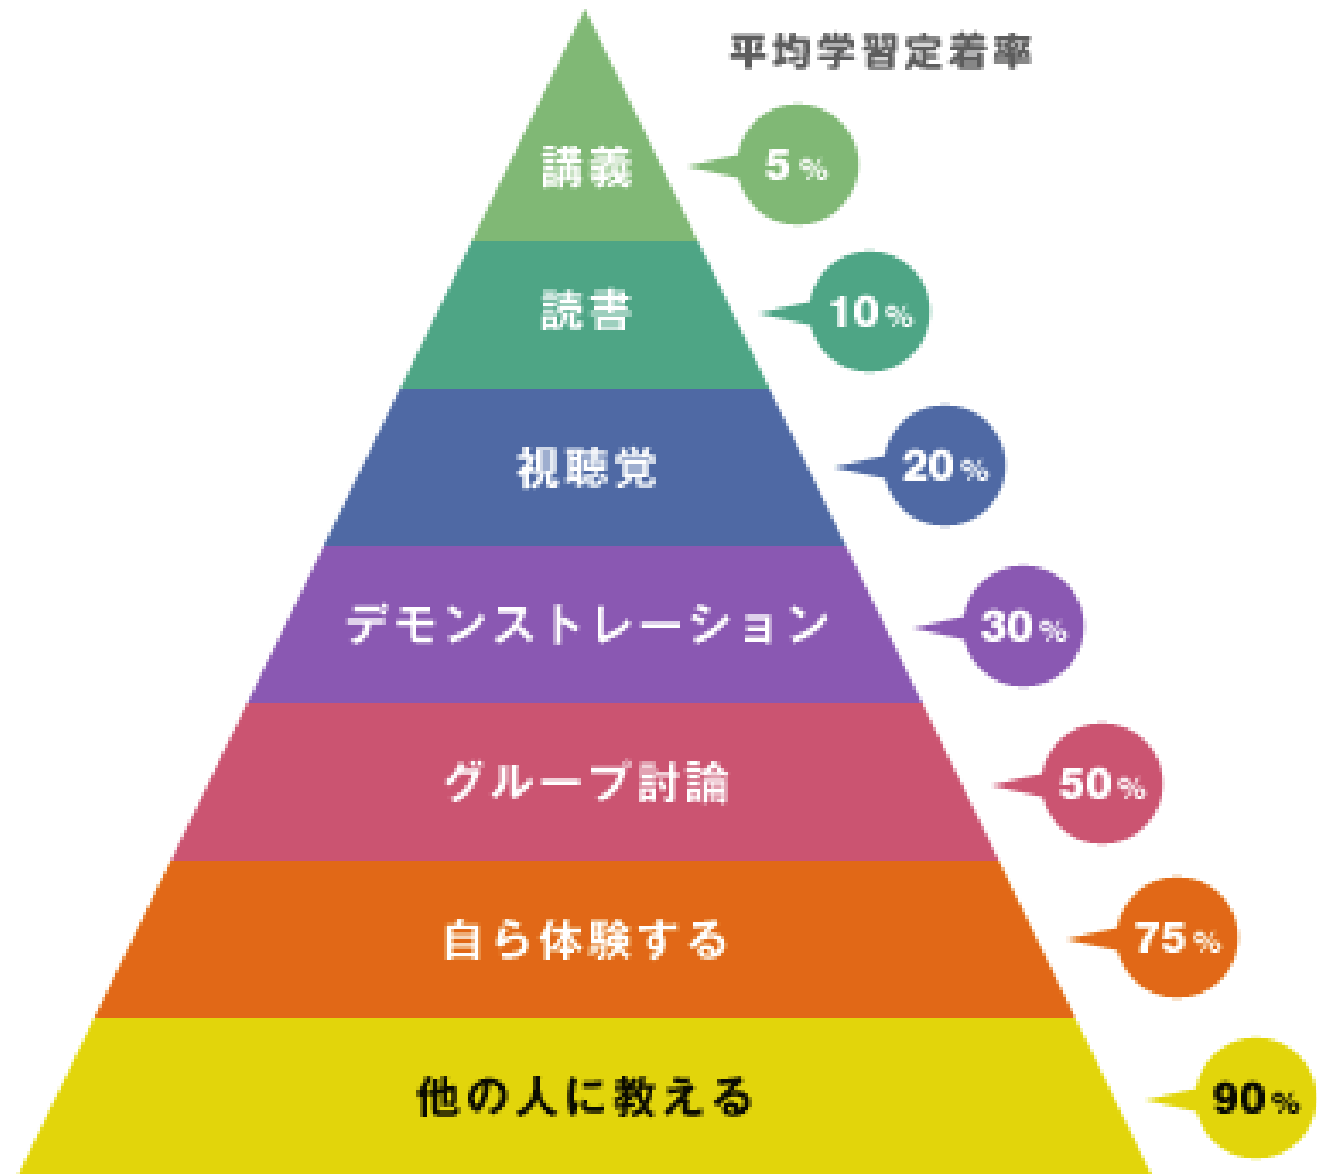 平均学習定着率
講義
5%
読書
10%
視聴覚
20%
デモンストレーション
30%
グループ討論
50%
自ら体験する
75%
他の人に教える
90%